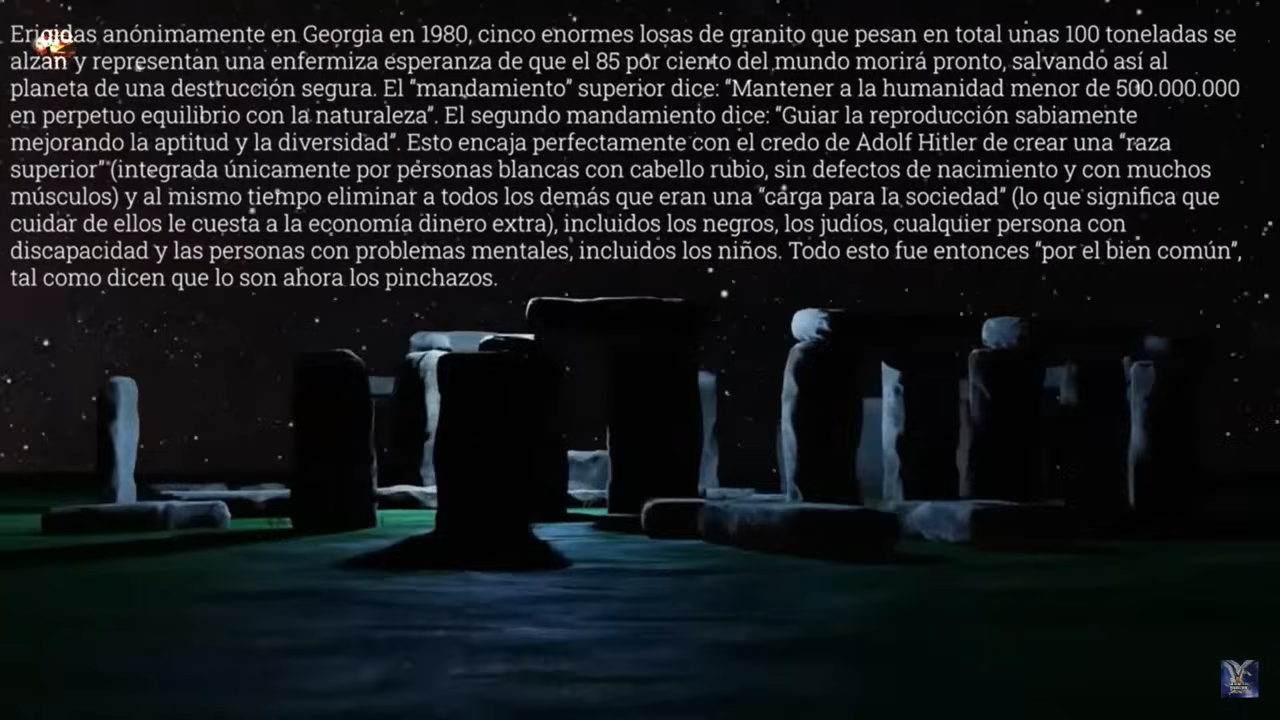 Erigidas anónimamente en Georgia en 1980, cinco enormes losas de granito que pesan en total unas 100 toneladas se
alzan y representan una enfermiza esperanza de que el 85 por ciento del mundo morirá pronto, salvando así al
planeta de una destrucción segura. El “mandamiento” superior dice: “Mantener a la humanidad menor de 500.000.000
en perpetuo equilibrio con la naturaleza”. El segundo mandamiento dice: “Guiar la reproducción sabiamente
mejorando la aptitud y la diversidad”. Esto encaja perfectamente con el credo de Adolf Hitler de crear una “raza
superior” (integrada únicamente por personas blancas con cabello rubio, sin defectos de nacimiento y con muchos
músculos) y al mismo tiempo eliminar a todos los demás que eran una “carga para la sociedad” (lo que significa que
cuidar de ellos le cuesta a la economía dinero extra), incluidos los negros, los judíos, cualquier persona con
discapacidad y las personas con problemas mentales, incluidos los niños. Todo esto fue entonces “por el bien común”,
tal como dicen que lo son ahora los pinchazos.